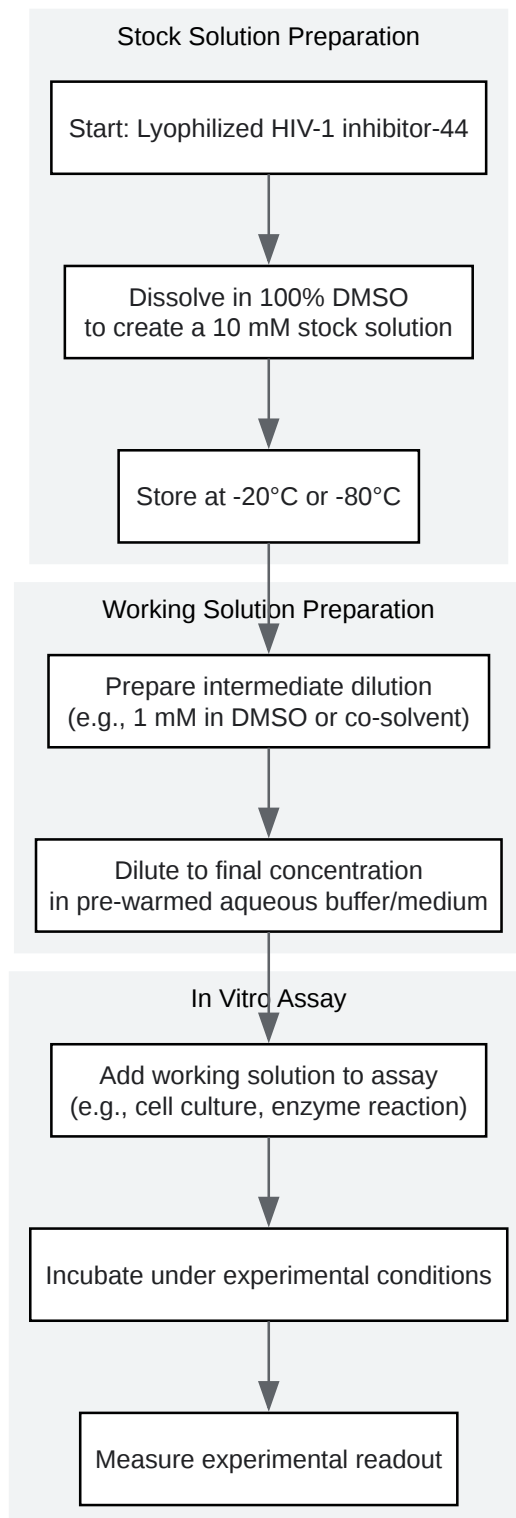 Stock Solution Preparation
Start: Lyophilized HIV-1 inhibitor-44
Dissolve in 100% DMSO
to create a 10 mM stock solution
Store at -20°C or -80°C
Working Solution Preparation
Prepare intermediate dilution
(e.g., 1 mM in DMSO or co-solvent)
Dilute to final concentration
in pre-warmed aqueous buffer/medium
In Vitro Assay
Add working solution to assay
(e.g., cell culture, enzyme reaction)
Incubate under experimental conditions
Measure experimental readout